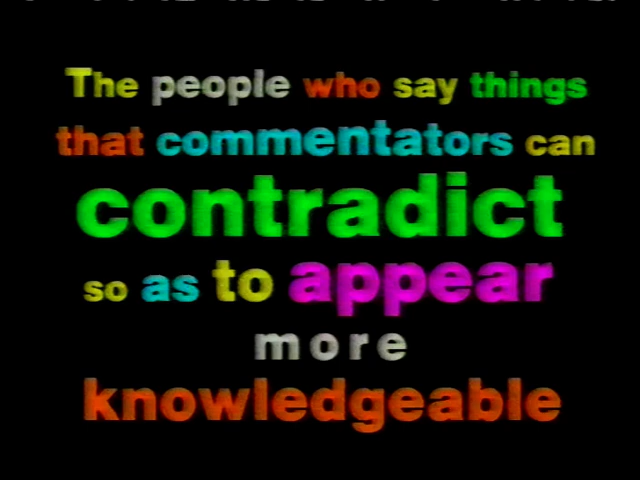 The people who say things
that commentators can
contradict
so as to appear
more
knowledgeable